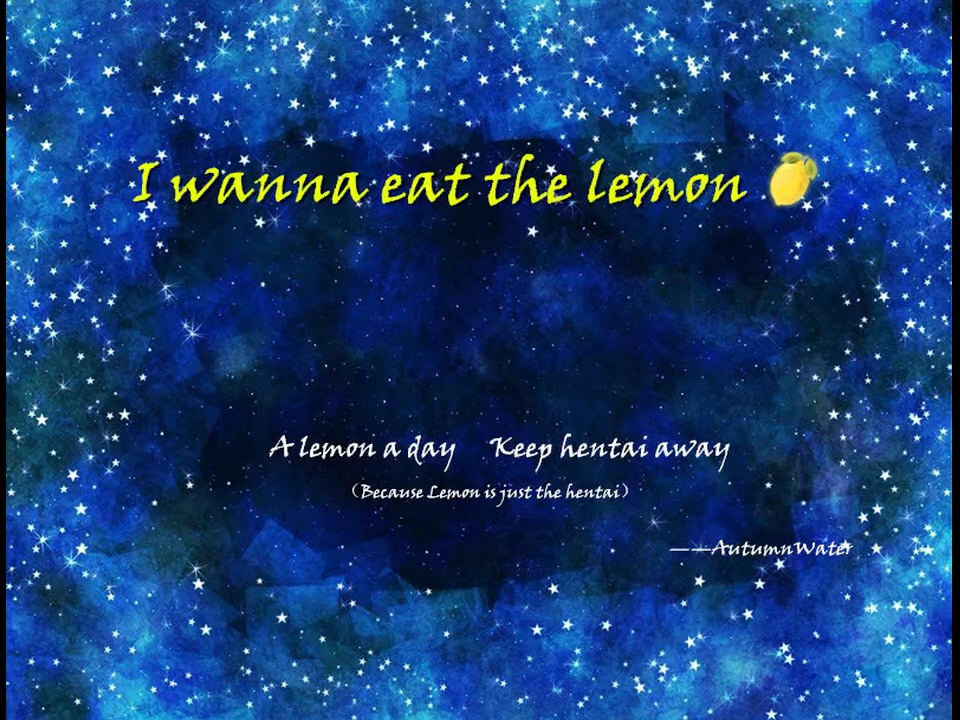 I wanna eat the lemon
A lemon a day Keep hentai away
（Because Lemon is just the hentai）
——AutumnWater